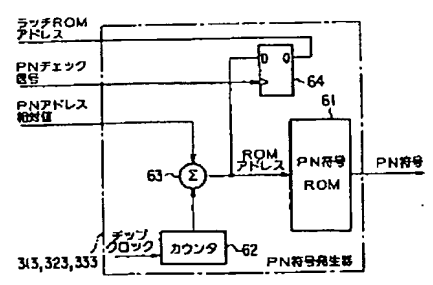 ラッチROM
アドレス
PNチェック
信号
PNアドレス
相対値
D Q
64
61
63
Σ
ROM
アドレス
PN符号
ROM
PN符号
チップ
クロック
カウンタ
62
313,323,333
PN符号発生器